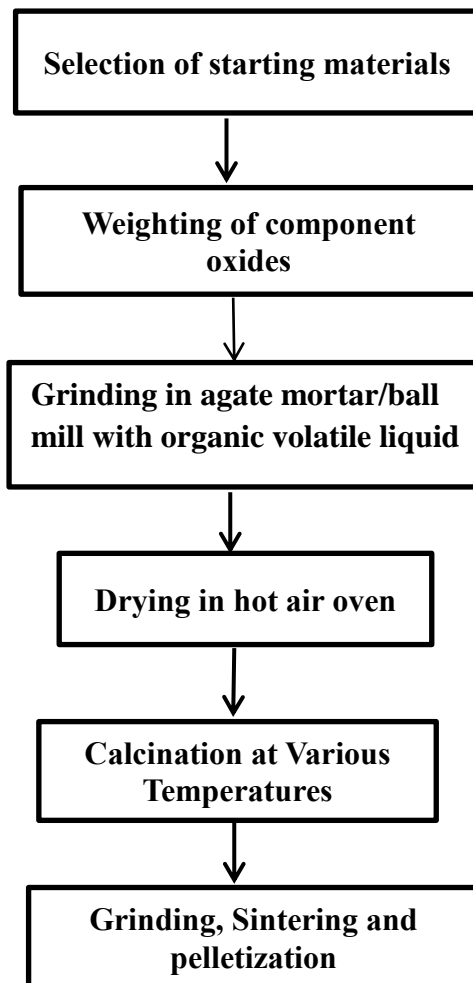 Selection of starting materials
Weighting of component
oxides
Grinding in agate mortar/ball
mill with organic volatile liquid
Drying in hot air oven
Calcination at Various
Temperatures
Grinding, Sintering and
pelletization